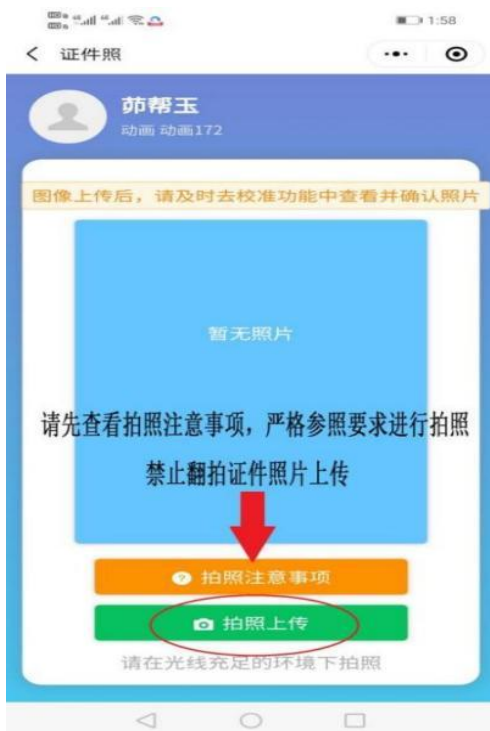 1:58
证件照
茆帮玉
动画 动画172
图像上传后，请及时去校准功能中查看并确认照片
暂无照片
请先查看拍照注意事项，严格参照要求进行拍照
禁止翻拍证件照片上传
拍照注意事项
拍照上传
请在光线充足的环境下拍照